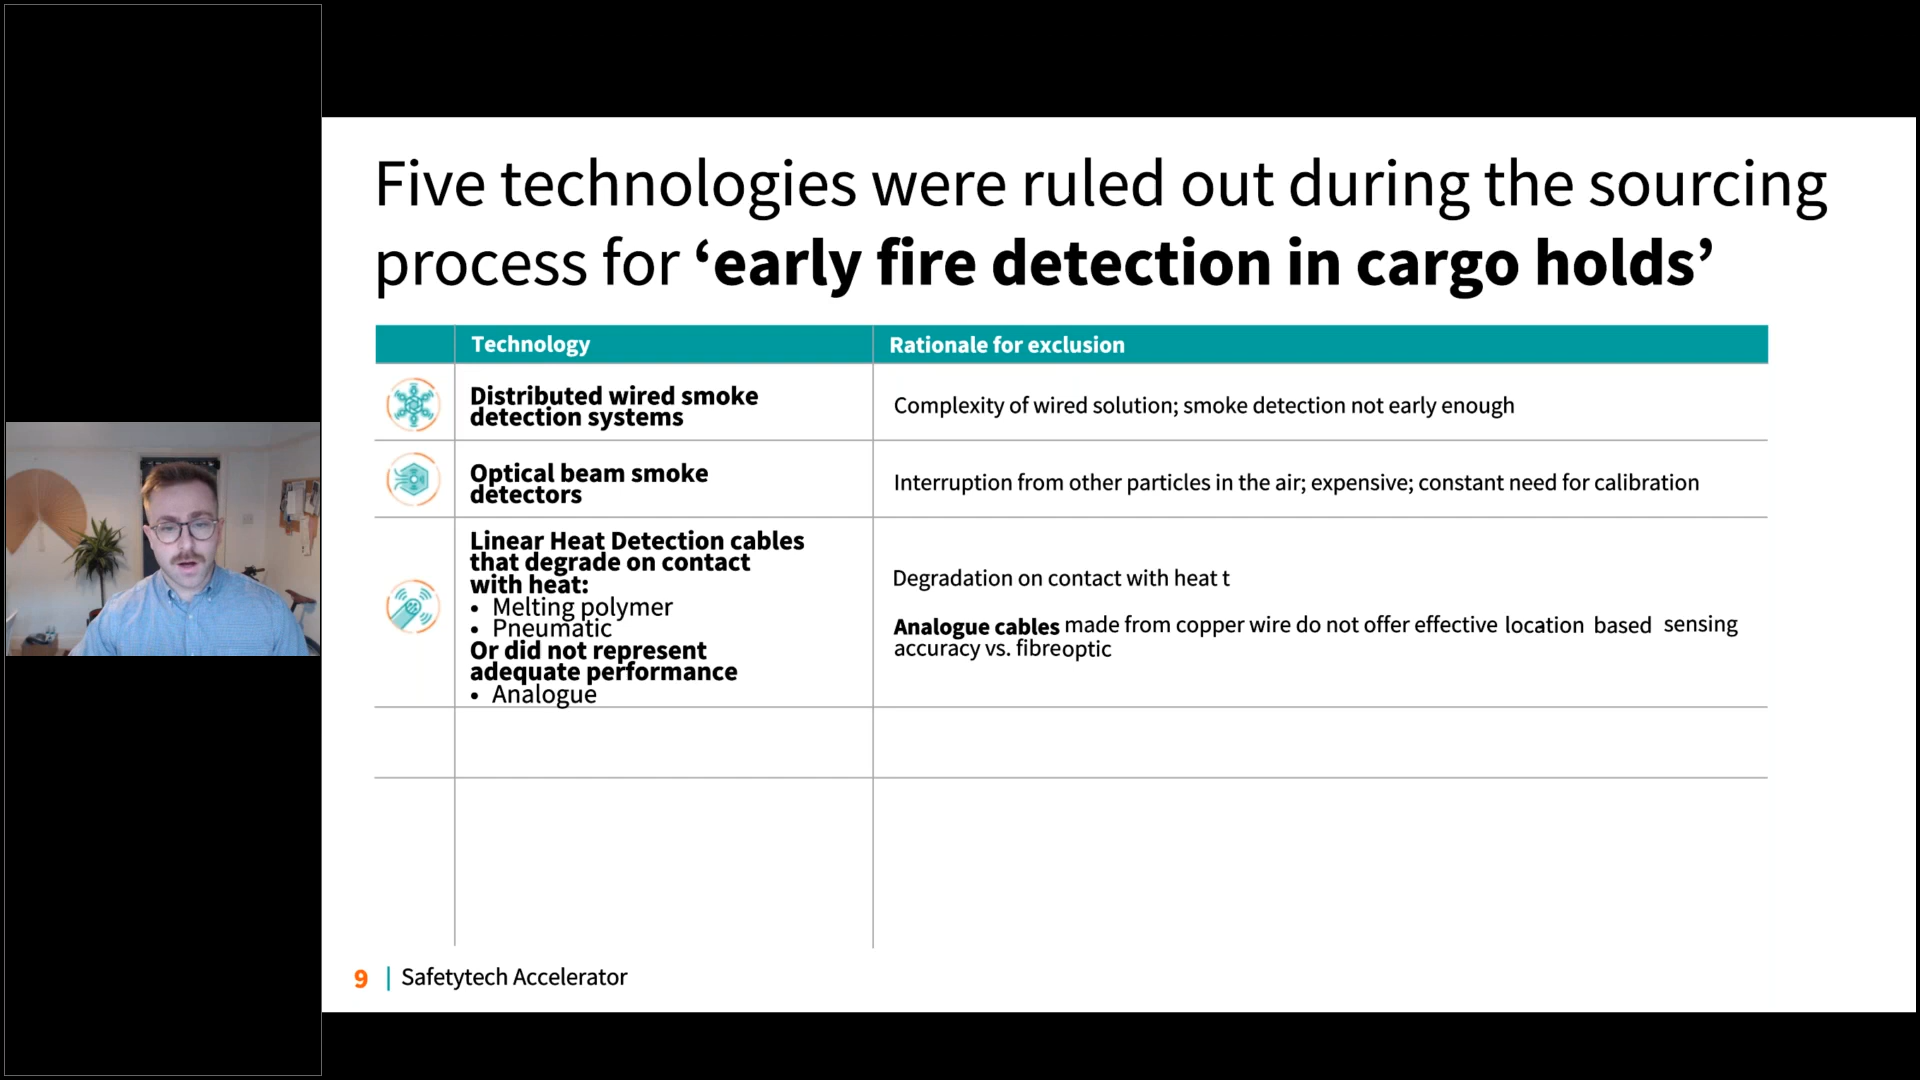 Five technologies were ruled out during the sourcing
process for ‘early fire detection in cargo holds’
Technology
Rationale for exclusion
Distributed wired smoke
detection systems
Complexity of wired solution; smoke detection not early enough
Optical beam smoke
detectors
Interruption from other particles in the air; expensive; constant need for calibration
Linear Heat Detection cables
that degrade on contact
with heat:
• Melting polymer
• Pneumatic
Or did not represent
adequate performance
• Analogue
Degradation on contact with heat t
Analogue cables made from copper wire do not offer effective location based sensing
accuracy vs. fibreoptic
9 | Safetytech Accelerator